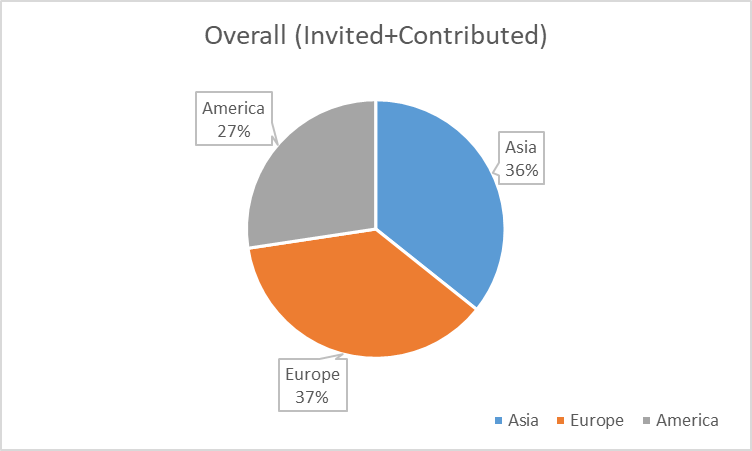 Overall (Invited+Contributed)
America
27%
Asia
36%
Europe
37%
Asia Europe America